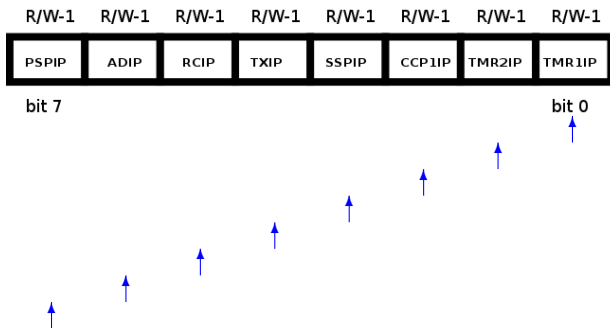 R/W-1 R/W-1 R/W-1 R/W-1 R/W-1 R/W-1 R/W-1 R/W-1
PSPIP ADIP RCIP TXIP SSPIP CCP1IP TMR2IP TMR1IP
bit 7 bit 0